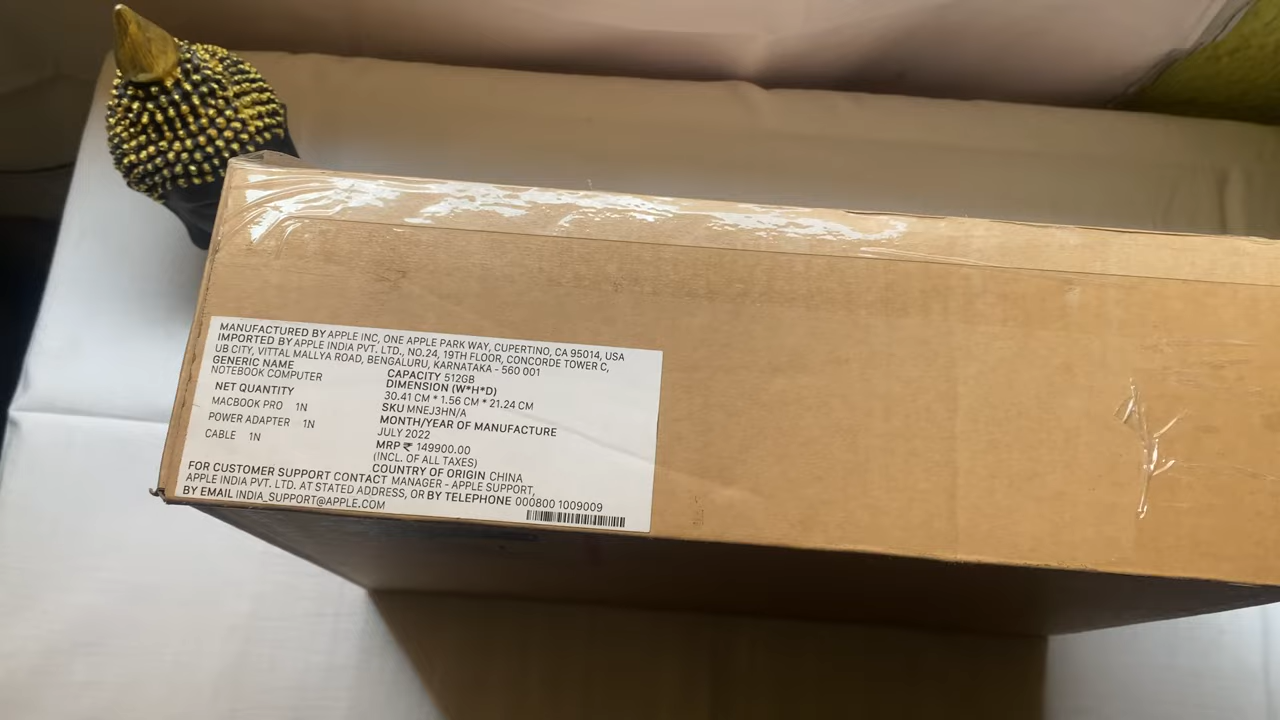 MANUFACTURED BY APPLE INC, ONE APPLE PARK WAY, CUPERTINO, CA 95014, USA
IMPORTED BY APPLE INDIA PVT. LTD., NO.24, 19TH FLOOR, CONCORDE TOWER C,
UB CITY, VITTAL MALLYA ROAD, BENGALURU, KARNATAKA - 560 001
GENERIC NAME
NOTEBOOK COMPUTER
NET QUANTITY
MACBOOK PRO 1N
POWER ADAPTER 1N
CABLE 1N
CAPACITY 512GB
DIMENSION (W*H*D)
30.41 CM * 1.56 CM * 21.24 CM
SKU MNEJ3HN/A
MONTH/YEAR OF MANUFACTURE
JULY 2022
MRP ₹ 149900.00
(INCL. OF ALL TAXES)
COUNTRY OF ORIGIN CHINA
FOR CUSTOMER SUPPORT CONTACT MANAGER - APPLE SUPPORT,
APPLE INDIA PVT. LTD. AT STATED ADDRESS, OR BY TELEPHONE 000800 1009009
BY EMAIL INDIA_SUPPORT@APPLE.COM